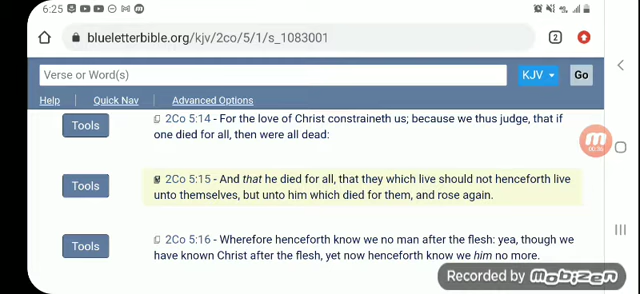 6:25
blueletterbible.org/kjv/2co/5/1/s_1083001
2
Verse or Word(s)
KJV
Go
Help | Quick Nav | Advanced Options
Tools
2Co 5:14 - For the love of Christ constraineth us; because we thus judge, that if
one died for all, then were all dead:
Tools
2Co 5:15 - And that he died for all, that they which live should not henceforth live
unto themselves, but unto him which died for them, and rose again.
Tools
2Co 5:16 - Wherefore henceforth know we no man after the flesh: yea, though we
have known Christ after the flesh, yet now henceforth know we him no more.
Recorded by Mobizen